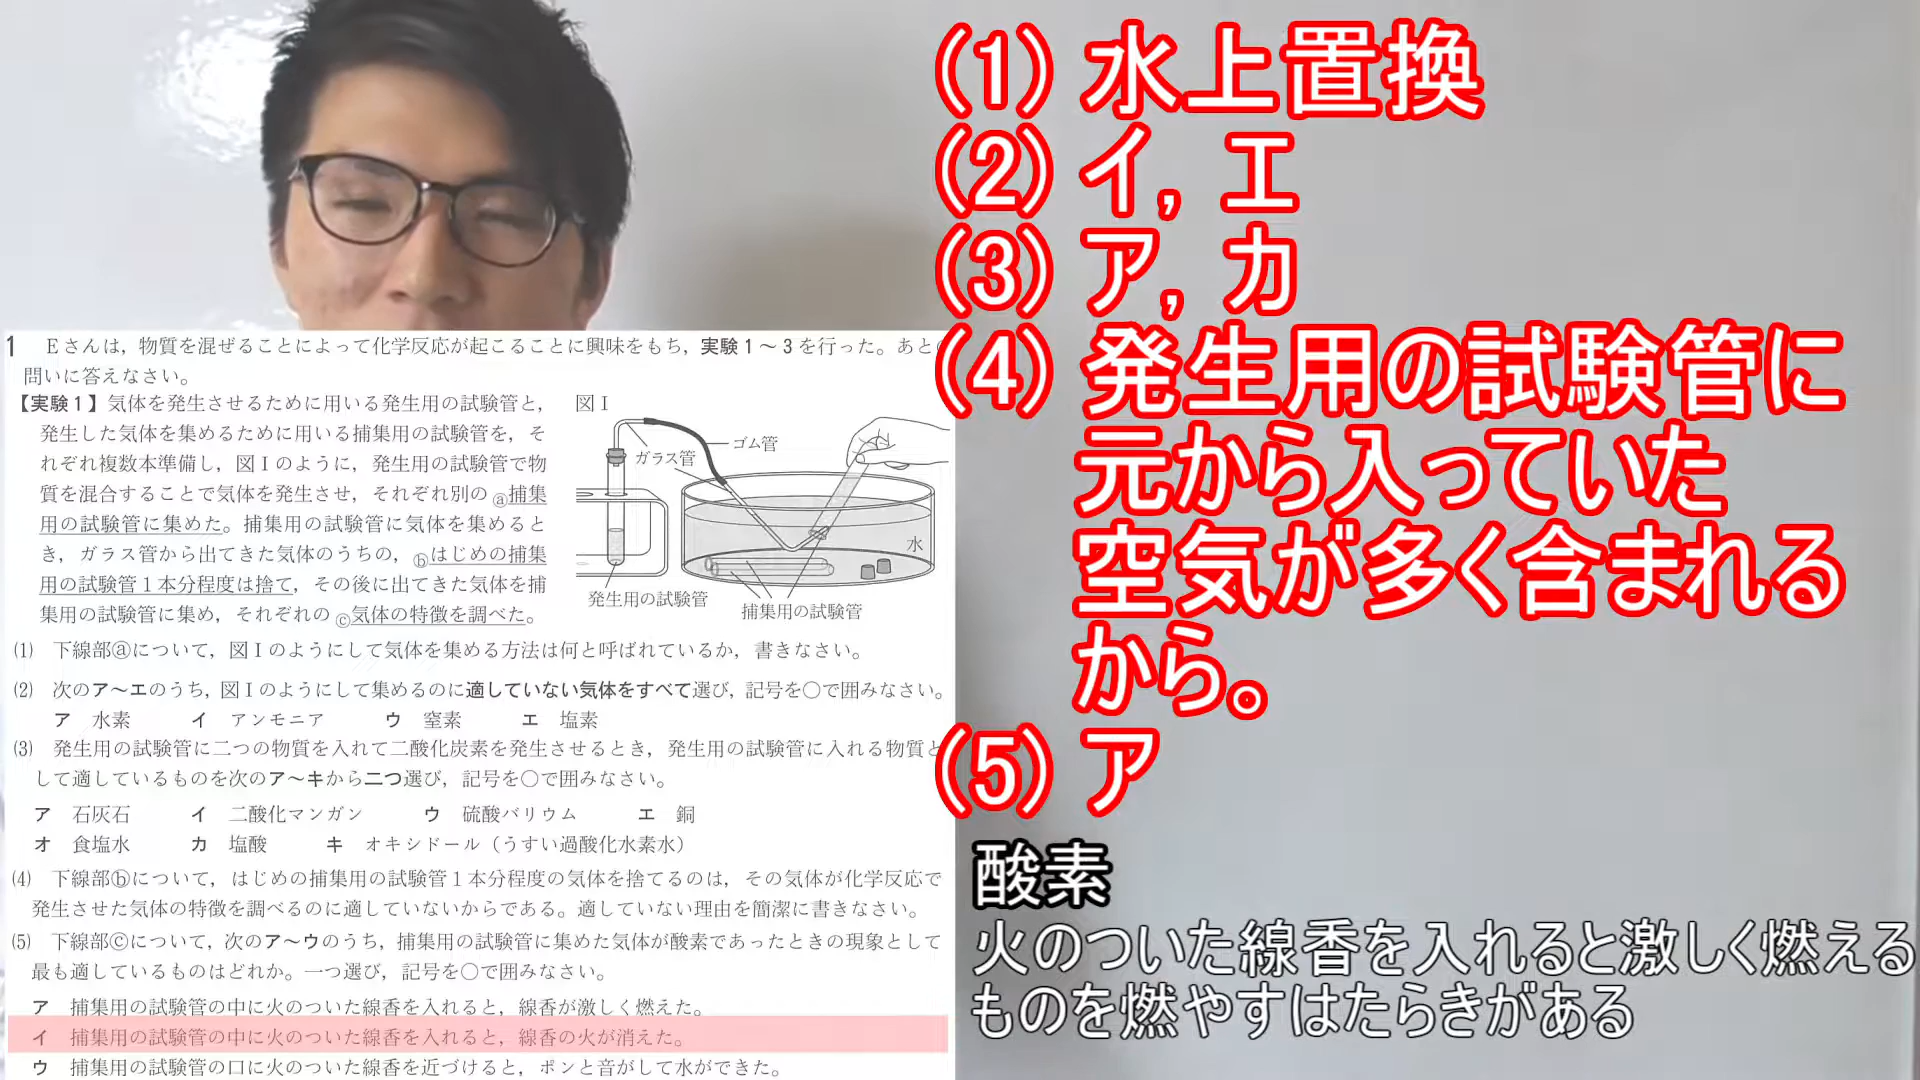 (1) 水上置換
(2) イ, エ
(3) ア, カ
(4) 発生用の試験管に
元から入っていた
空気が多く含まれる
から。
(5) ア
酸素
火のついた線香を入れると激しく燃える
ものを燃やすはたらきがある
1 Eさんは，物質を混ぜることによって化学反応が起こることに興味をもち，実験1～3を行った。あと
問いに答えなさい。
【実験1】気体を発生させるために用いる発生用の試験管と，
発生した気体を集めるために用いる捕集用の試験管を，そ
れぞれ複数本準備し，図Ⅰのように，発生用の試験管で物
質を混合することで気体を発生させ，それぞれ別のⓐ捕集
用の試験管に集めた。捕集用の試験管に気体を集めると
き，ガラス管から出てきた気体のうちの，ⓑはじめの捕集
用の試験管1本分程度は捨て，その後に出てきた気体を捕
集用の試験管に集め，それぞれのⓒ気体の特徴を調べた。
図Ⅰ
ゴム管
ガラス管
水
発生用の試験管
捕集用の試験管
(1) 下線部ⓐについて，図Ⅰのようにして気体を集める方法は何と呼ばれているか，書きなさい。
(2) 次のア～エのうち，図Ⅰのようにして集めるのに適していない気体をすべて選び，記号を○で囲みなさい。
ア 水素 イ アンモニア ウ 窒素 エ 塩素
(3) 発生用の試験管に二つの物質を入れて二酸化炭素を発生させるとき，発生用の試験管に入れる物質と
して適しているものを次のア～キから二つ選び，記号を○で囲みなさい。
ア 石灰石 イ 二酸化マンガン ウ 硫酸バリウム エ 銅
オ 食塩水 カ 塩酸 キ オキシドール（うすい過酸化水素水）
(4) 下線部ⓑについて，はじめの捕集用の試験管1本分程度の気体を捨てるのは，その気体が化学反応で
発生させた気体の特徴を調べるのに適していないからである。適していない理由を簡潔に書きなさい。
(5) 下線部ⓒについて，次のア～ウのうち，捕集用の試験管に集めた気体が酸素であったときの現象として
最も適しているものはどれか。一つ選び，記号を○で囲みなさい。
ア 捕集用の試験管の中に火のついた線香を入れると，線香が激しく燃えた。
イ 捕集用の試験管の中に火のついた線香を入れると，線香の火が消えた。
ウ 捕集用の試験管の口に火のついた線香を近づけると，ポンと音がして水ができた。